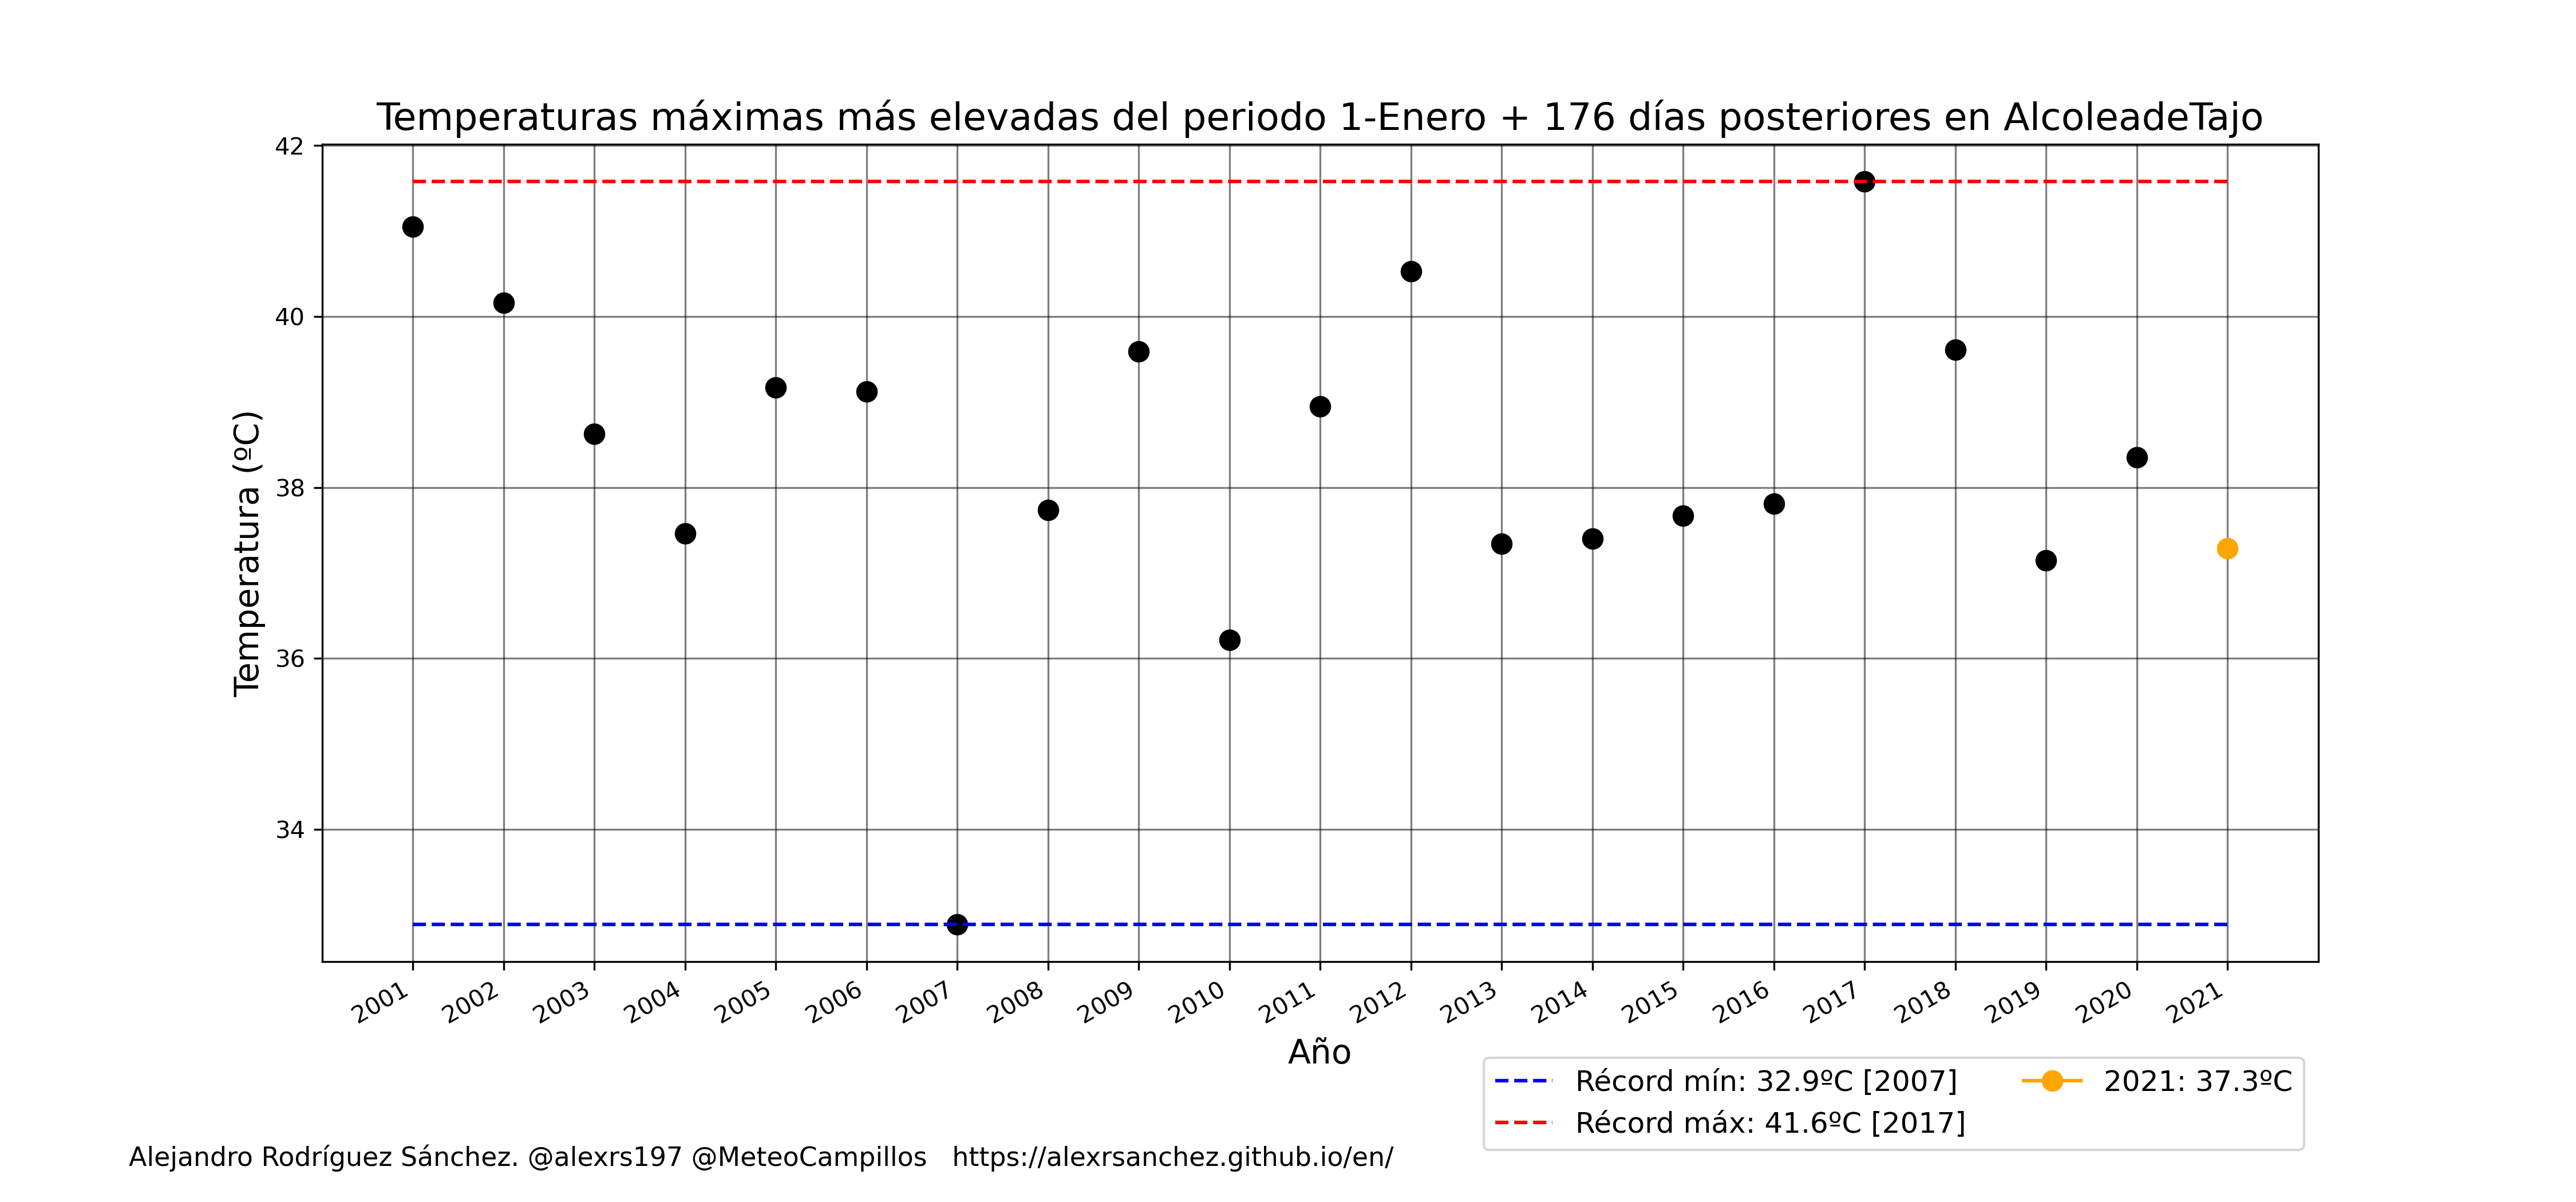 Temperaturas máximas más elevadas del periodo 1-Enero + 176 días posteriores en AlcoleadeTajo
Temperatura (ºC)
42
40
38
36
34
2001 2002 2003 2004 2005 2006 2007 2008 2009 2010 2011 2012 2013 2014 2015 2016 2017 2018 2019 2020 2021
Año
Récord mín: 32.9ºC [2007]
Récord máx: 41.6ºC [2017]
2021: 37.3ºC
Alejandro Rodríguez Sánchez. @alexrs197 @MeteoCampillos https://alexrsanchez.github.io/en/